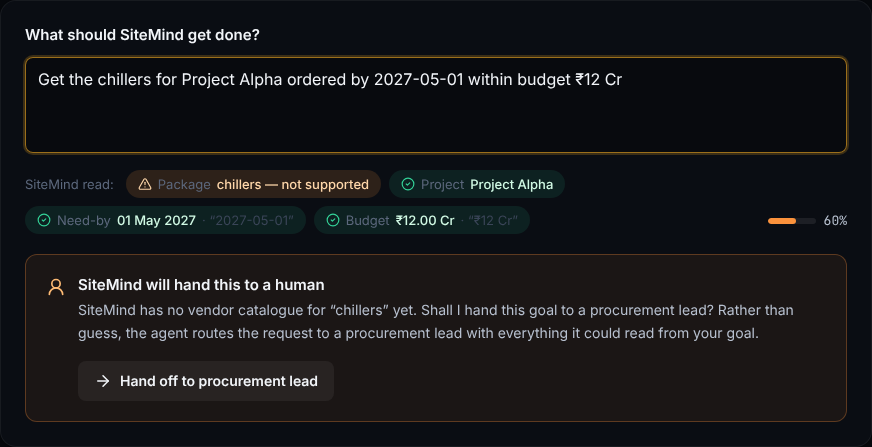 What should SiteMind get done?
Get the chillers for Project Alpha ordered by 2027-05-01 within budget ₹12 Cr
SiteMind read: Package chillers — not supported Project Project Alpha
Need-by 01 May 2027 · “2027-05-01” Budget ₹12.00 Cr · “₹12 Cr” 60%
SiteMind will hand this to a human
SiteMind has no vendor catalogue for “chillers” yet. Shall I hand this goal to a procurement lead? Rather than
guess, the agent routes the request to a procurement lead with everything it could read from your goal.
Hand off to procurement lead